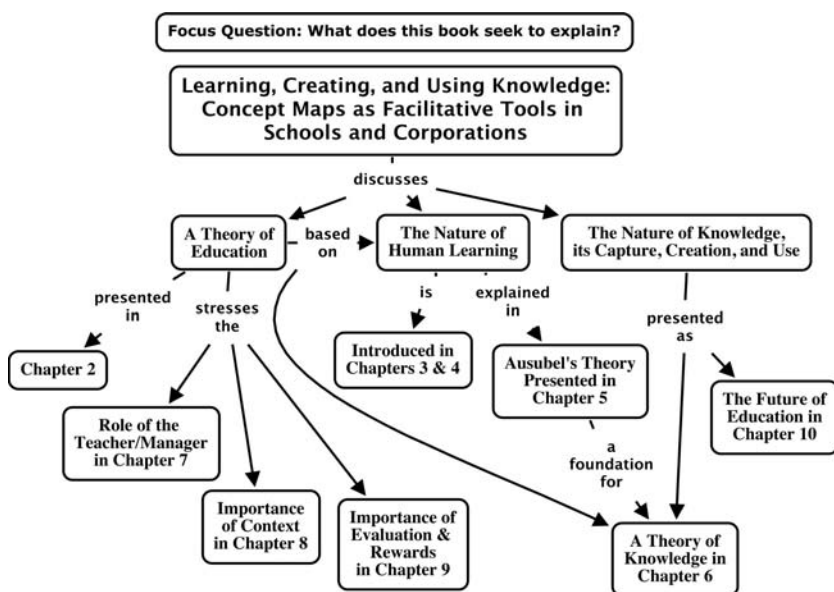 Focus Question: What does this book seek to explain?
Learning, Creating, and Using Knowledge:
Concept Maps as Facilitative Tools in
Schools and Corporations
discusses
A Theory of
Education
based
on
The Nature of
Human Learning
The Nature of Knowledge,
its Capture, Creation, and Use
presented
in
stresses
the
is
explained
in
presented
as
Chapter 2
Introduced in
Chapters 3 & 4
Ausubel's Theory
Presented in
Chapter 5
The Future of
Education in
Chapter 10
Role of the
Teacher/Manager
in Chapter 7
a
foundation
for
Importance
of Context
in Chapter 8
Importance of
Evaluation &
Rewards
in Chapter 9
A Theory of
Knowledge in
Chapter 6